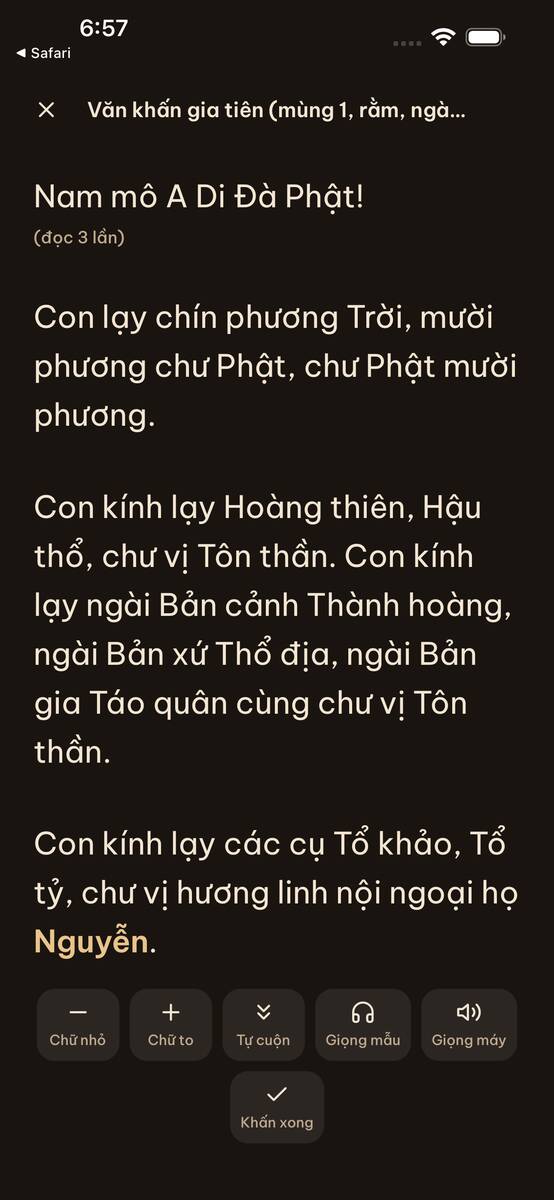 6:57
◀ Safari
Văn khấn gia tiên (mùng 1, rằm, ngà...
Nam mô A Di Đà Phật!
(đọc 3 lần)
Con lạy chín phương Trời, mười
phương chư Phật, chư Phật mười
phương.
Con kính lạy Hoàng thiên, Hậu
thổ, chư vị Tôn thần. Con kính
lạy ngài Bản cảnh Thành hoàng,
ngài Bản xứ Thổ địa, ngài Bản
gia Táo quân cùng chư vị Tôn
thần.
Con kính lạy các cụ Tổ khảo, Tổ
tỷ, chư vị hương linh nội ngoại họ
Nguyễn.
Chữ nhỏ
Chữ to
Tự cuộn
Giọng mẫu
Giọng máy
Khấn xong